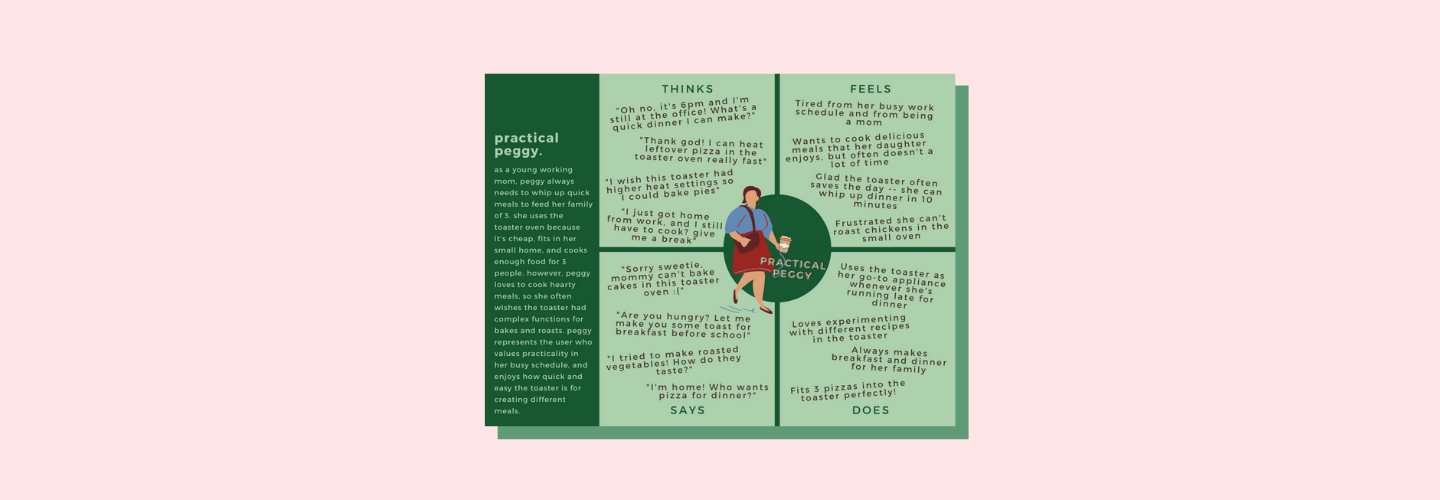 practical
peggy.
as a young working
mom, peggy always
needs to whip up quick
meals to feed her family
of 3. she uses the
toaster oven because
it's cheap, fits in her
small home, and cooks
enough food for 3
people. however, peggy
loves to cook hearty
meals, so she often
wishes the toaster had
complex functions for
bakes and roasts. peggy
represents the user who
values practicality in
her busy schedule, and
enjoys how quick and
easy the toaster is for
creating different
meals.
THINKS
"Oh no, it's 6pm and I'm
still at the office! What's a
quick dinner I can make?"
"Thank god! I can heat
leftover pizza in the
toaster oven really fast"
"I wish this toaster had
higher heat settings so
I could bake pies"
"I just got home
from work, and I still
have to cook? give
me a break"
FEELS
Tired from her busy work
schedule and from being
a mom
Wants to cook delicious
meals that her daughter
enjoys, but often doesn't a
lot of time
Glad the toaster often
saves the day -- she can
whip up dinner in 10
minutes
Frustrated she can't
roast chickens in the
small oven
PRACTICAL
PEGGY
"Sorry sweetie,
mommy can't bake
cakes in this toaster
oven :("
"Are you hungry? Let me
make you some toast for
breakfast before school"
"I tried to make roasted
vegetables! How do they
taste?"
"I'm home! Who wants
pizza for dinner?"
SAYS
Uses the toaster as
her go-to appliance
whenever she's
running late for
dinner
Loves experimenting
with different recipes
in the toaster
Always makes
breakfast and dinner
for her family
Fits 3 pizzas into the
toaster perfectly!
DOES